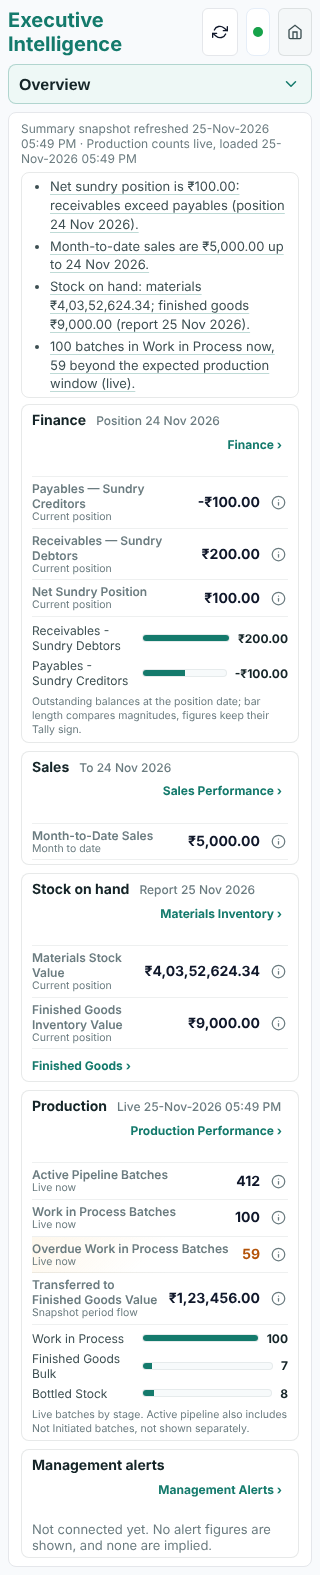 Executive
Intelligence
Overview
Summary snapshot refreshed 25-Nov-2026
05:49 PM · Production counts live, loaded 25-
Nov-2026 05:49 PM
• Net sundry position is ₹100.00:
receivables exceed payables (position
24 Nov 2026).
• Month-to-date sales are ₹5,000.00 up
to 24 Nov 2026.
• Stock on hand: materials
₹4,03,52,624.34; finished goods
₹9,000.00 (report 25 Nov 2026).
• 100 batches in Work in Process now,
59 beyond the expected production
window (live).
Finance Position 24 Nov 2026
Finance ›
Payables — Sundry
Creditors
Current position
-₹100.00
Receivables — Sundry
Debtors
Current position
₹200.00
Net Sundry Position
Current position
₹100.00
Receivables -
Sundry Debtors
₹200.00
Payables -
Sundry Creditors
-₹100.00
Outstanding balances at the position date; bar
length compares magnitudes, figures keep their
Tally sign.
Sales To 24 Nov 2026
Sales Performance ›
Month-to-Date Sales
Month to date
₹5,000.00
Stock on hand Report 25 Nov 2026
Materials Inventory ›
Materials Stock
Value
Current position
₹4,03,52,624.34
Finished Goods
Inventory Value
Current position
₹9,000.00
Finished Goods ›
Production Live 25-Nov-2026 05:49 PM
Production Performance ›
Active Pipeline Batches
Live now
412
Work in Process Batches
Live now
100
Overdue Work in Process Batches
Live now
59
Transferred to
Finished Goods Value
Snapshot period flow
₹1,23,456.00
Work in Process 100
Finished Goods
Bulk
7
Bottled Stock 8
Live batches by stage. Active pipeline also includes
Not Initiated batches, not shown separately.
Management alerts
Management Alerts ›
Not connected yet. No alert figures are
shown, and none are implied.